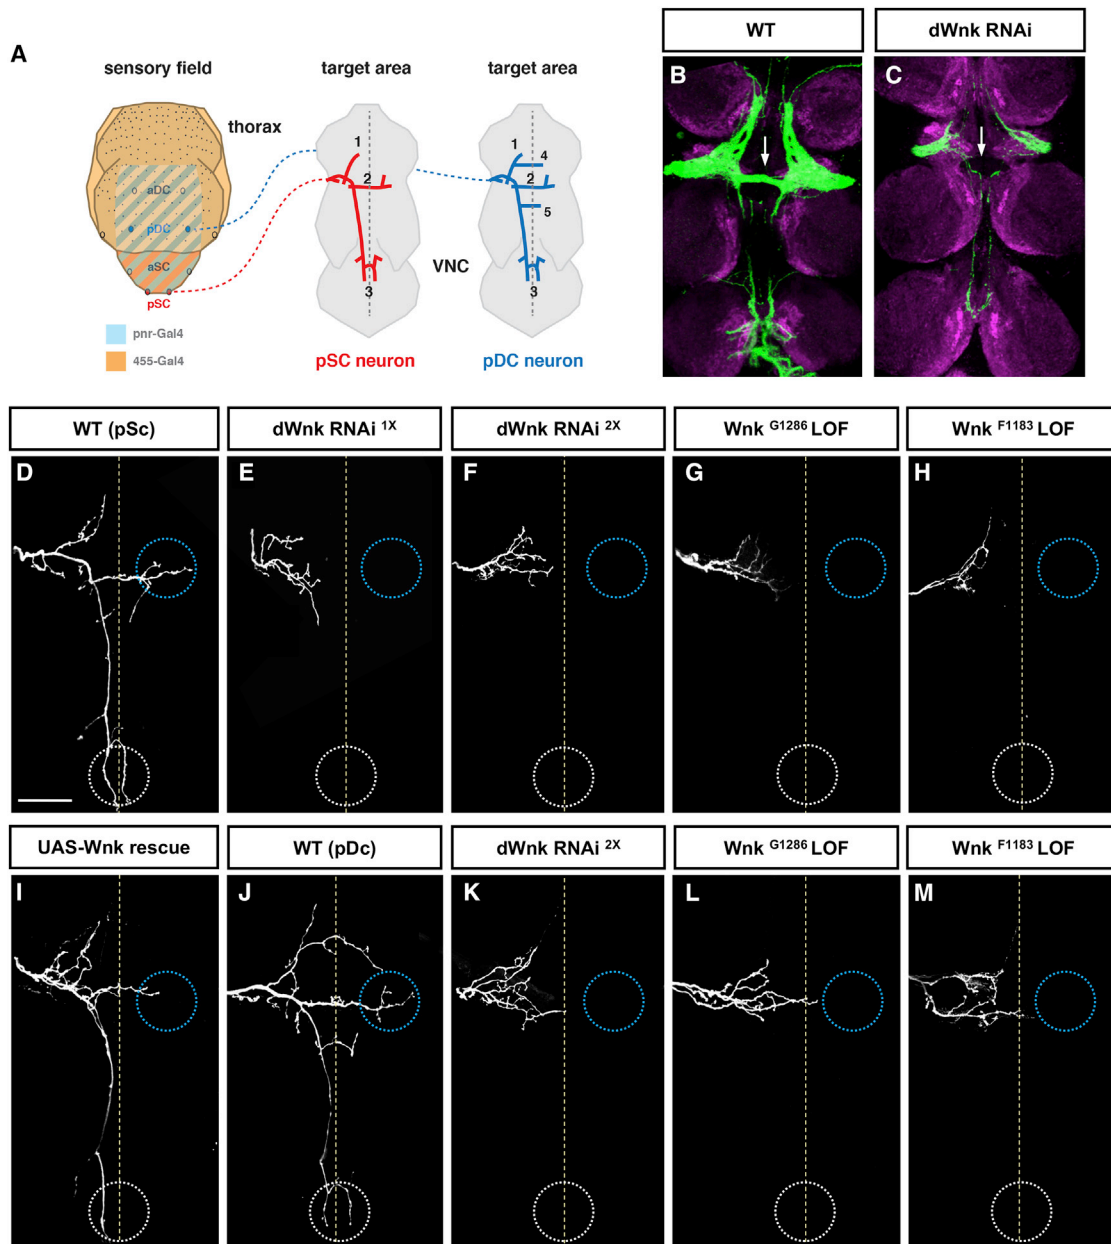 A
sensory field
target area
target area
thorax
aDC
pDC
aSC
pSC
pnr-Gal4
455-Gal4
1
2
3
VNC
pSC neuron
1
4
2
5
3
pDC neuron
WT
dWnk RNAi
B
C
WT (pSc)
dWnk RNAi 1X
dWnk RNAi 2X
Wnk G1286 LOF
Wnk F1183 LOF
D
E
F
G
H
UAS-Wnk rescue
WT (pDc)
dWnk RNAi 2X
Wnk G1286 LOF
Wnk F1183 LOF
I
J
K
L
M